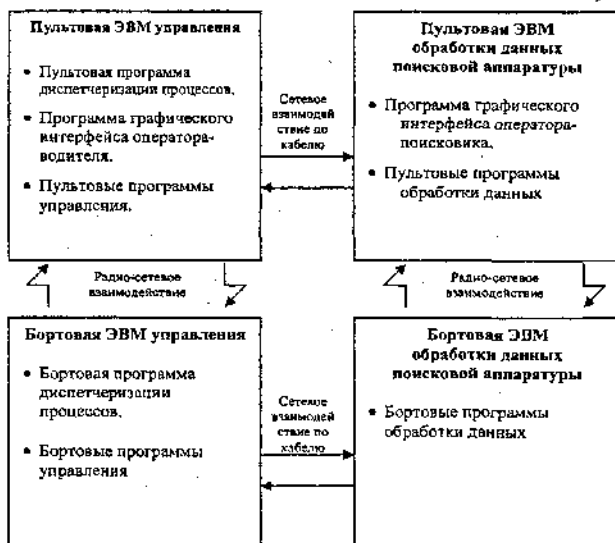 Пультовая ЭВМ управления
• Пультовая программа
диспетчеризации процессов,
• Программа графического
интерфейса оператора-
водителя,
• Пультовые программы
управления,
Сетевое
взаимодей
ствие по
кабелю
Пультовая ЭВМ
обработки данных
поисковой аппаратуры
• Программа графического
интерфейса оператора-
поисковика,
• Пультовые программы
обработки данных
Радио-сетевое
взаимодействие
Радио-сетевое
взаимодействие
Бортовая ЭВМ управления
• Бортовая программа
диспетчеризации
процессов,
• Бортовые программы
управления
Сетевое
взаимодей
ствие по
кабелю
Бортовая ЭВМ
обработки данных
поисковой аппаратуры
• Бортовые программы
обработки данных